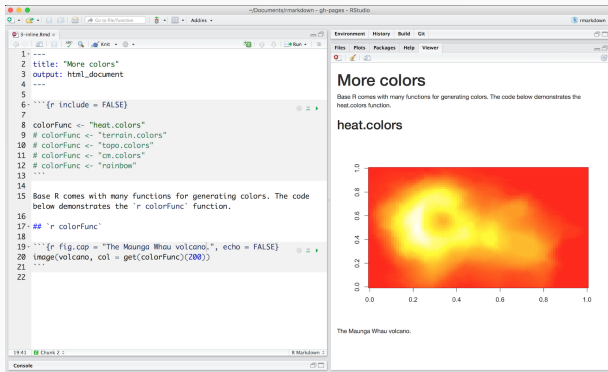 ~/Documents/rmarkdown - gh-pages - RStudio
Go to file/function
Addins
rmarkdown
3-inline.Rmd
Knit
Run
1 ---
2 title: "More colors"
3 output: html_document
4 ---
5
6 ```{r include = FALSE}
7
8 colorFunc <- "heat.colors"
9 # colorFunc <- "terrain.colors"
10 # colorFunc <- "topo.colors"
11 # colorFunc <- "cm.colors"
12 # colorFunc <- "rainbow"
13 ```
14
15 Base R comes with many functions for generating colors. The code
below demonstrates the `r colorFunc` function.
16
17 ## `r colorFunc`
18
19 ```{r fig.cap = "The Maunga Whau volcano.", echo = FALSE}
20 image(volcano, col = get(colorFunc)(200))
21 ```
22
19:41 Chunk 2 R Markdown
Console
Environment History Build Git
Files Plots Packages Help Viewer
More colors
Base R comes with many functions for generating colors. The code below demonstrates the
heat.colors function.
heat.colors
1.0
0.8
0.6
0.4
0.2
0.0
0.0 0.2 0.4 0.6 0.8 1.0
The Maunga Whau volcano.